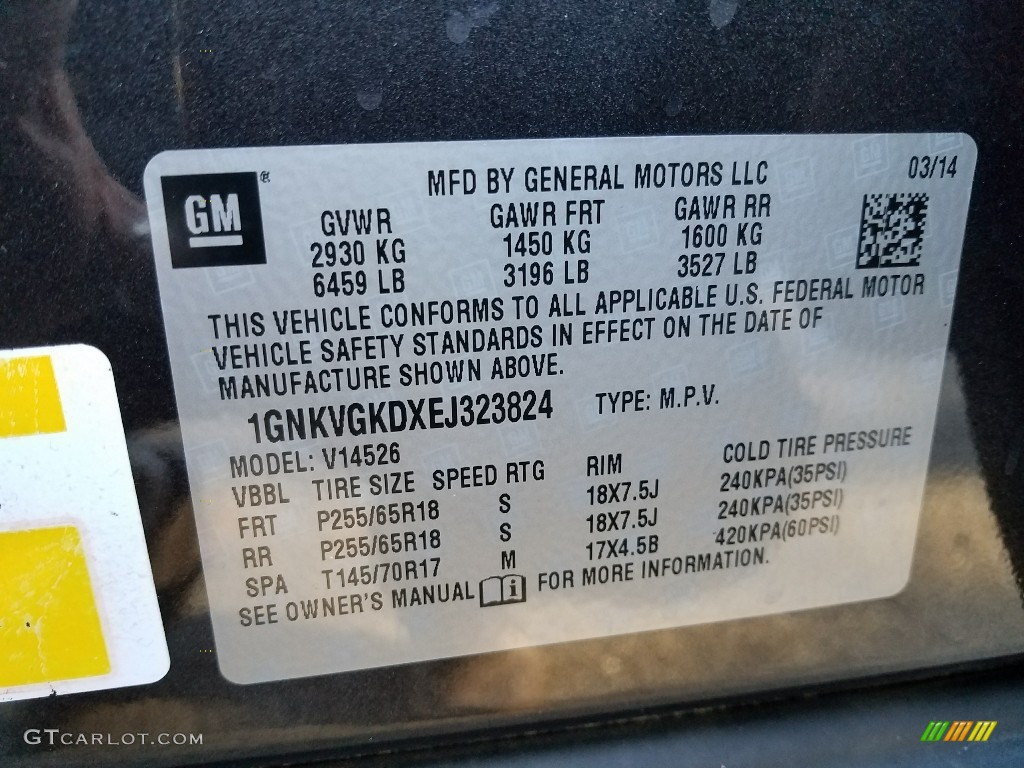 GM®
MFD BY GENERAL MOTORS LLC 03/14
GVWR GAWR FRT GAWR RR
2930 KG 1450 KG 1600 KG
6459 LB 3196 LB 3527 LB
THIS VEHICLE CONFORMS TO ALL APPLICABLE U.S. FEDERAL MOTOR
VEHICLE SAFETY STANDARDS IN EFFECT ON THE DATE OF
MANUFACTURE SHOWN ABOVE.
1GNKVGKDXEJ323824 TYPE: M.P.V.
MODEL: V14526
VBBL TIRE SIZE SPEED RTG RIM COLD TIRE PRESSURE
FRT P255/65R18 S 18X7.5J 240KPA(35PSI)
RR P255/65R18 S 18X7.5J 240KPA(35PSI)
SPA T145/70R17 M 17X4.5B 420KPA(60PSI)
SEE OWNER'S MANUAL i FOR MORE INFORMATION.
GTCARLOT.COM